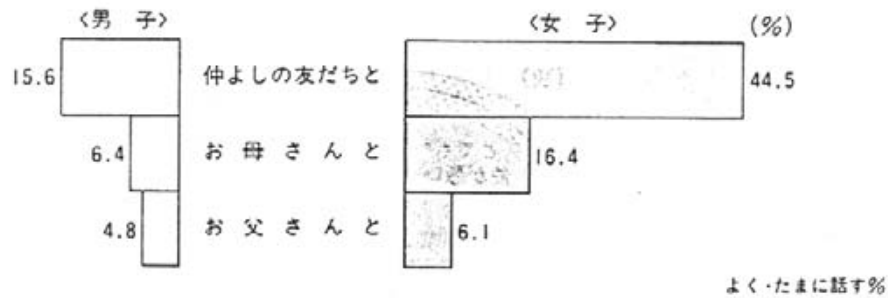 〈男 子〉 〈女 子〉 (%)
15.6 仲よしの友だちと 44.5
6.4 お母さんと 16.4
4.8 お父さんと 6.1
よく・たまに話す%